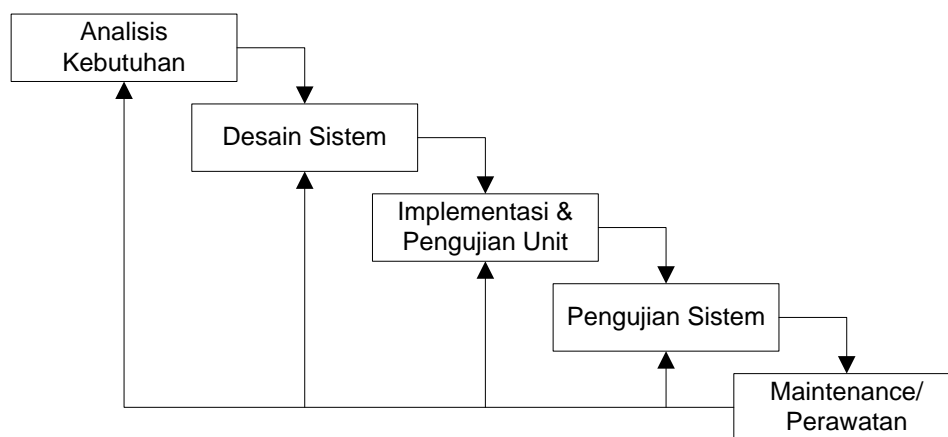 Analisis
Kebutuhan
Desain Sistem
Implementasi &
Pengujian Unit
Pengujian Sistem
Maintenance/
Perawatan